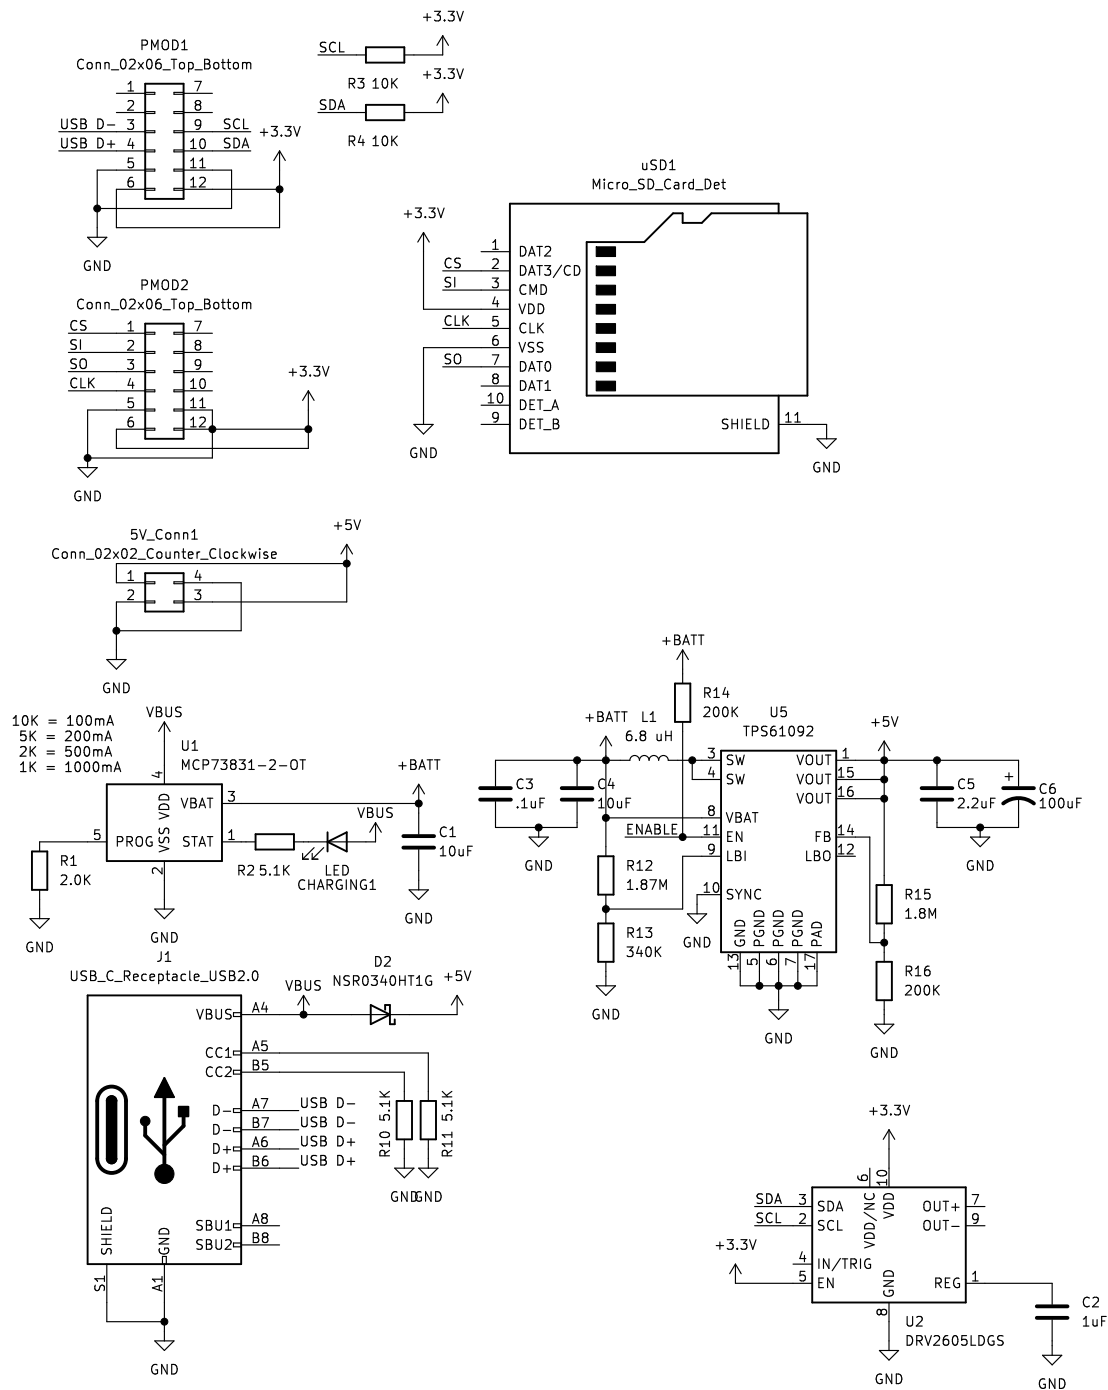 PMOD1
Conn_02x06_Top_Bottom
1 7
2 8
USB D- 3 9 SCL
USB D+ 4 10 SDA
5 11
6 12
+3.3V
GND
SCL
R3 10K
+3.3V
SDA
R4 10K
+3.3V
PMOD2
Conn_02x06_Top_Bottom
CS 1 7
SI 2 8
SO 3 9
CLK 4 10
5 11
6 12
+3.3V
GND
uSD1
Micro_SD_Card_Det
+3.3V
1 DAT2
CS 2 DAT3/CD
SI 3 CMD
4 VDD
CLK 5 CLK
6 VSS
SO 7 DAT0
8 DAT1
10 DET_A
9 DET_B
SHIELD 11
GND
GND
5V_Conn1
Conn_02x02_Counter_Clockwise
+5V
1 4
2 3
GND
10K = 100mA
5K = 200mA
2K = 500mA
1K = 1000mA
VBUS
U1
MCP73831-2-OT
4
VDD
VBAT 3
5 PROG
VSS
STAT 1
2
R1
2.0K
GND
GND
R2 5.1K
LED
CHARGING1
VBUS
+BATT
C1
10uF
GND
+BATT
R14
200K
+BATT
L1
6.8 uH
U5
TPS61092
+5V
3 SW
4 SW
8 VBAT
ENABLE 11 EN
9 LBI
10 SYNC
VOUT 1
VOUT 15
VOUT 16
FB 14
LBO 12
GND 13
PGND 5
PGND 6
PGND 7
PAD 17
C3
.1uF
C4
10uF
GND
R12
1.87M
R13
340K
GND
GND
GND
C5
2.2uF
+
C6
100uF
GND
R15
1.8M
R16
200K
GND
J1
USB_C_Receptacle_USB2.0
VBUS A4
CC1 A5
CC2 B5
D- A7 USB D-
D- B7 USB D-
D+ A6 USB D+
D+ B6 USB D+
SBU1 A8
SBU2 B8
SHIELD
GND
S1
A1
GND
VBUS
D2
NSR0340HT1G
+5V
R10 5.1K
R11 5.1K
GND
GND
+3.3V
6
10
VDD/NC
VDD
SDA 3 SDA
SCL 2 SCL
+3.3V
4 IN/TRIG
5 EN
OUT+ 7
OUT- 9
REG 1
GND
8
U2
DRV2605LDGS
GND
C2
1uF
GND